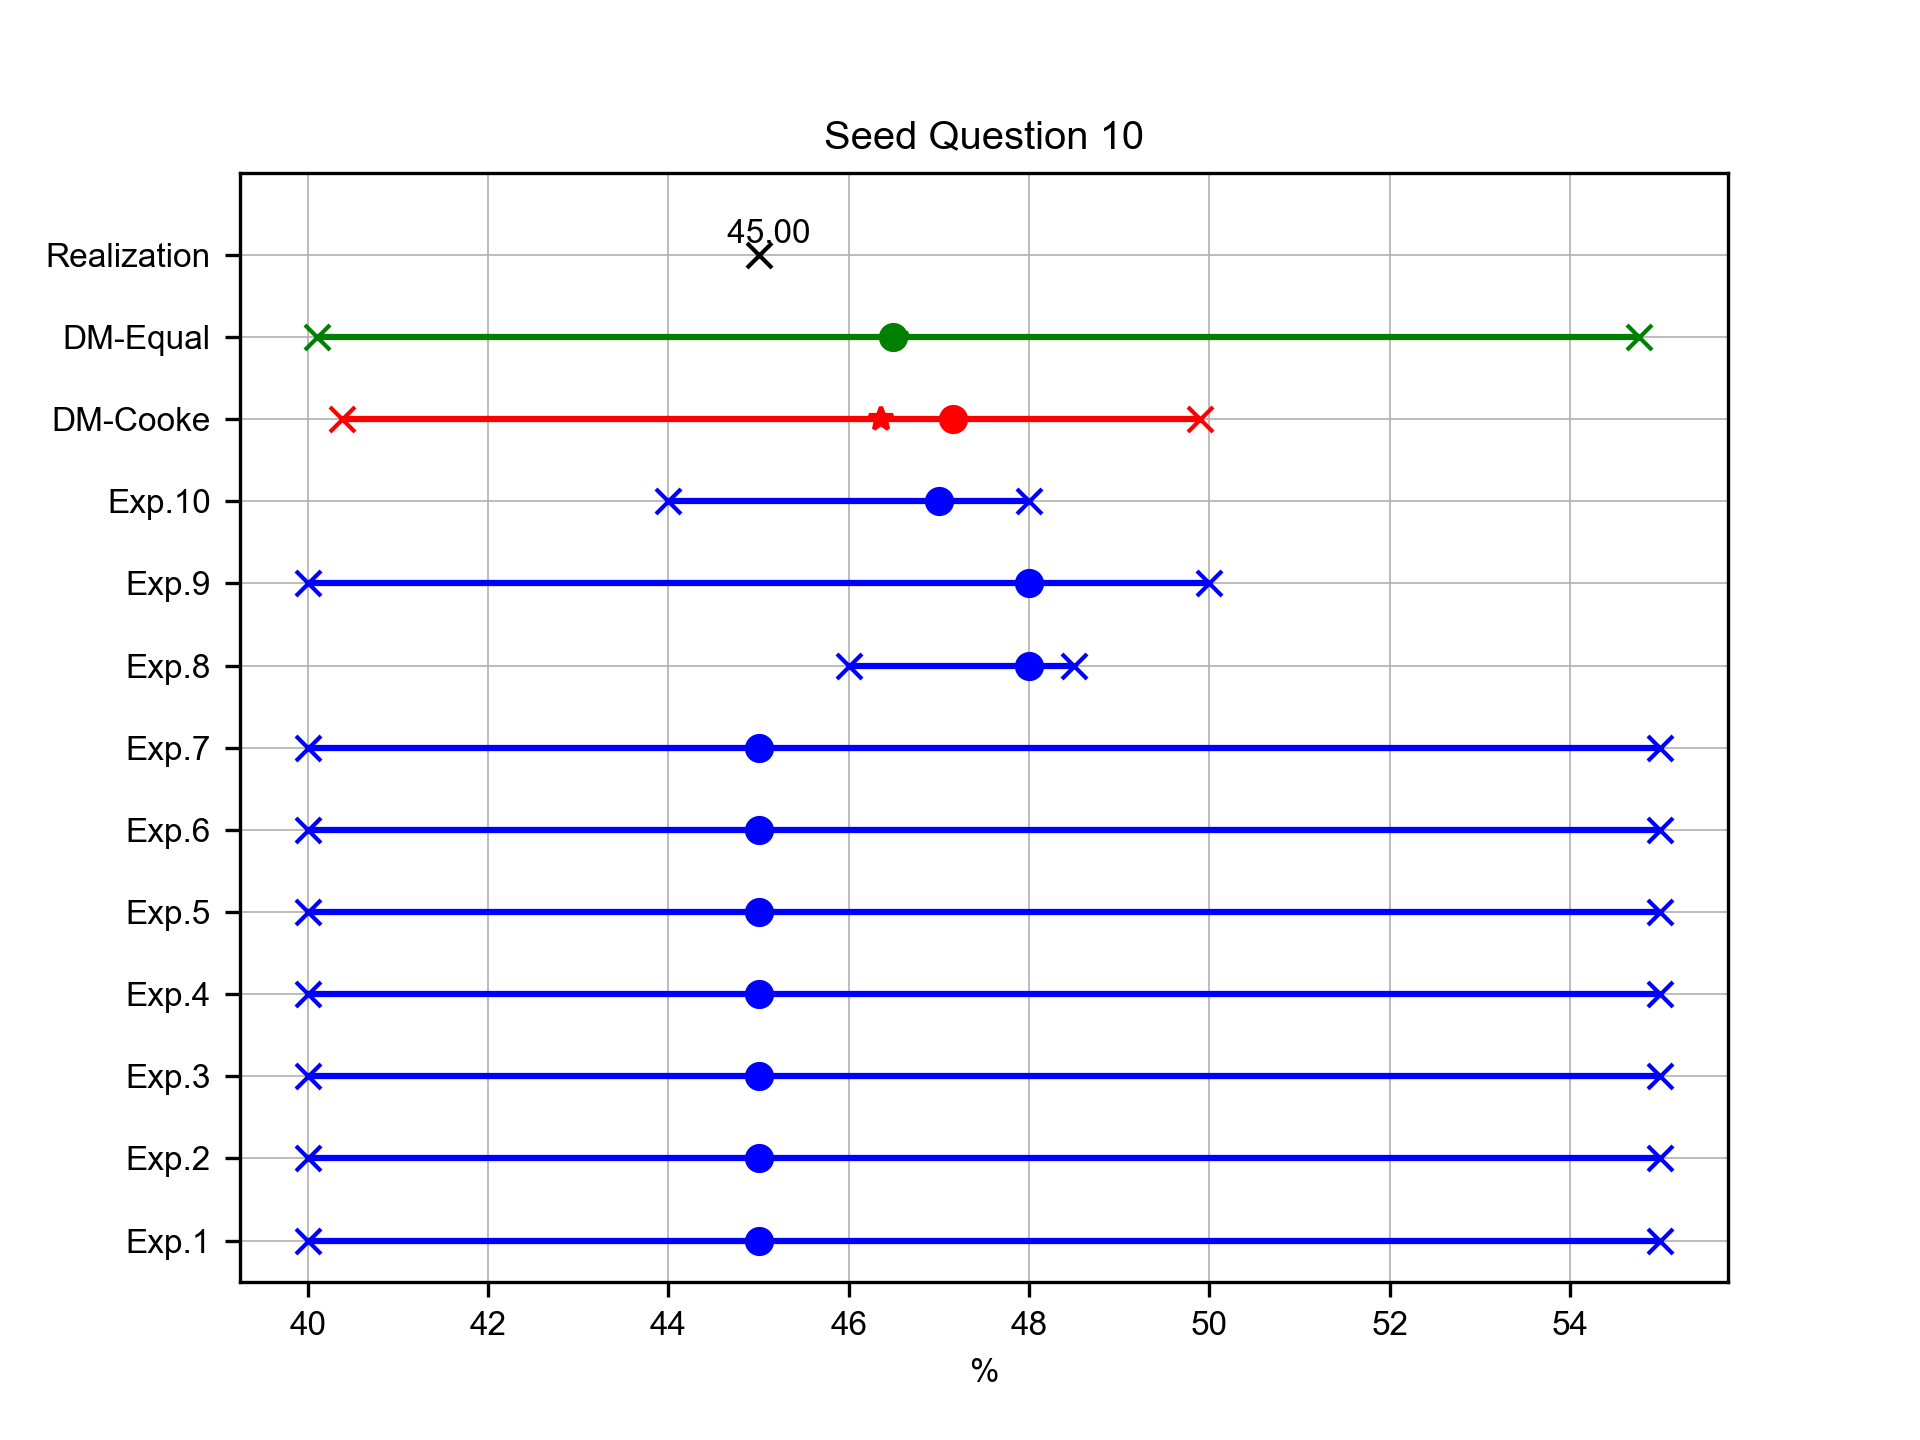 Seed Question 10
45.00
Realization
DM-Equal
DM-Cooke
Exp.10
Exp.9
Exp.8
Exp.7
Exp.6
Exp.5
Exp.4
Exp.3
Exp.2
Exp.1
40 42 44 46 48 50 52 54
%